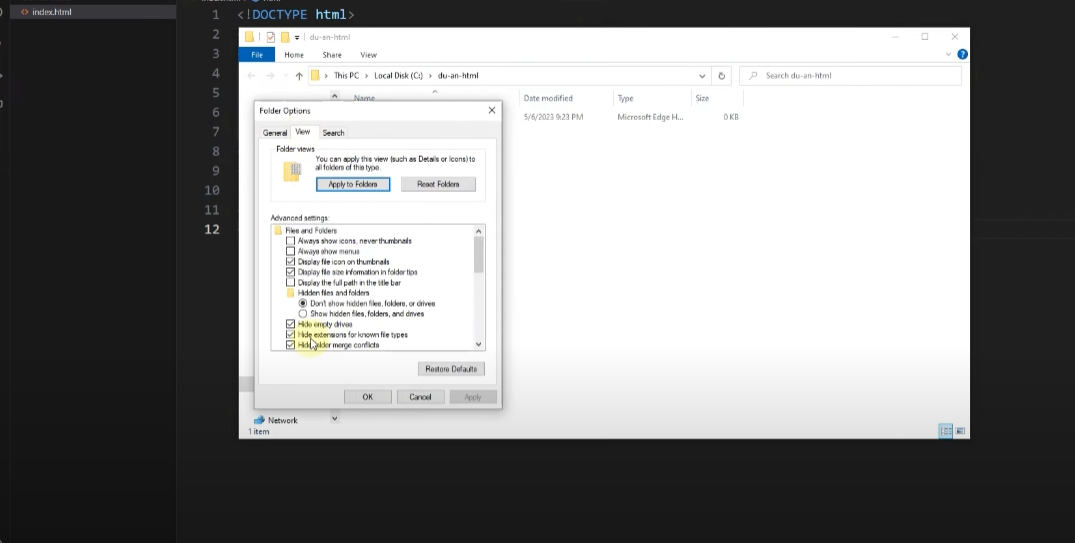 index.html
1 <!DOCTYPE html>
2
3
4
5
6
7
8
9
10
11
12
du-an-html
File Home Share View
This PC > Local Disk (C:) > du-an-html
Search du-an-html
Name Date modified Type Size
5/6/2023 9:23 PM Microsoft Edge H... 0 KB
Folder Options
General View Search
Folder views
You can apply this view (such as Details or Icons) to
all folders of this type.
Apply to Folders Reset Folders
Advanced settings:
Files and Folders
Always show icons, never thumbnails
Always show menus
Display file icon on thumbnails
Display file size information in folder tips
Display the full path in the title bar
Hidden files and folders
Don't show hidden files, folders, or drives
Show hidden files, folders, and drives
Hide empty drives
Hide extensions for known file types
Hide folder merge conflicts
Restore Defaults
OK Cancel Apply
Network
1 item